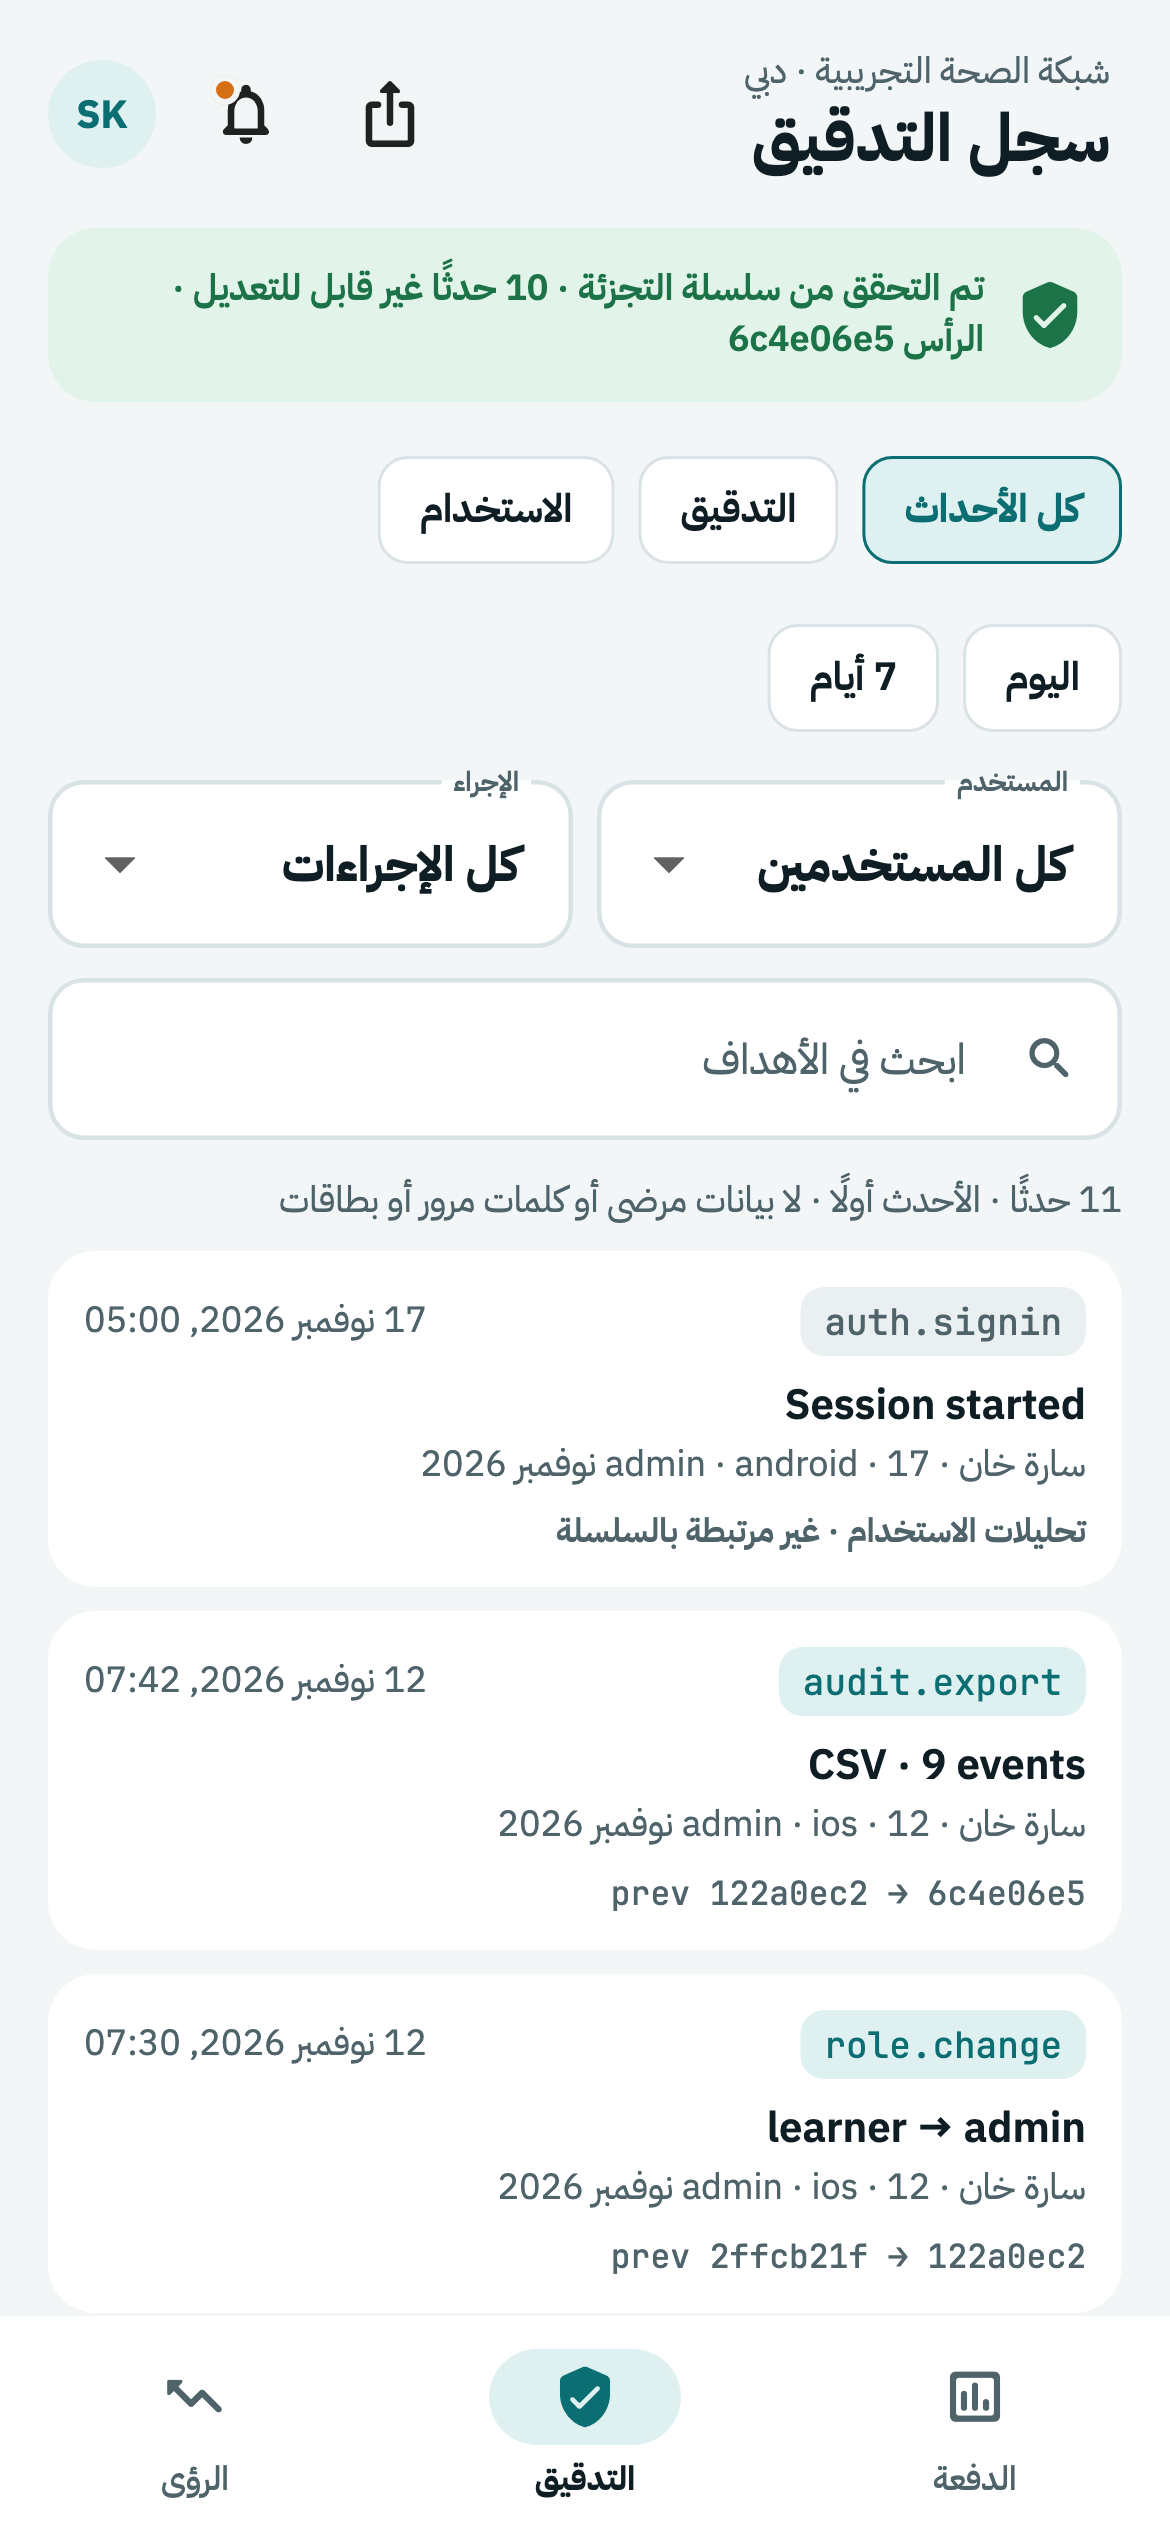 شبكة الصحة التجريبية · دبي
سجل التدقيق
SK
تم التحقق من سلسلة التجزئة · 10 حدثًا غير قابل للتعديل ·
الرأس 6c4e06e5
كل الأحداث
التدقيق
الاستخدام
اليوم
7 أيام
المستخدم
كل المستخدمين
الإجراء
كل الإجراءات
ابحث في الأهداف
11 حدثًا · الأحدث أولًا · لا بيانات مرضى أو كلمات مرور أو بطاقات
auth.signin
17 نوفمبر 2026, 05:00
Session started
سارة خان · admin · android · 17 نوفمبر 2026
تحليلات الاستخدام · غير مرتبطة بالسلسلة
audit.export
12 نوفمبر 2026, 07:42
CSV · 9 events
سارة خان · admin · ios · 12 نوفمبر 2026
prev 122a0ec2 → 6c4e06e5
role.change
12 نوفمبر 2026, 07:30
learner → admin
سارة خان · admin · ios · 12 نوفمبر 2026
prev 2ffcb21f → 122a0ec2
الدفعة
التدقيق
الرؤى